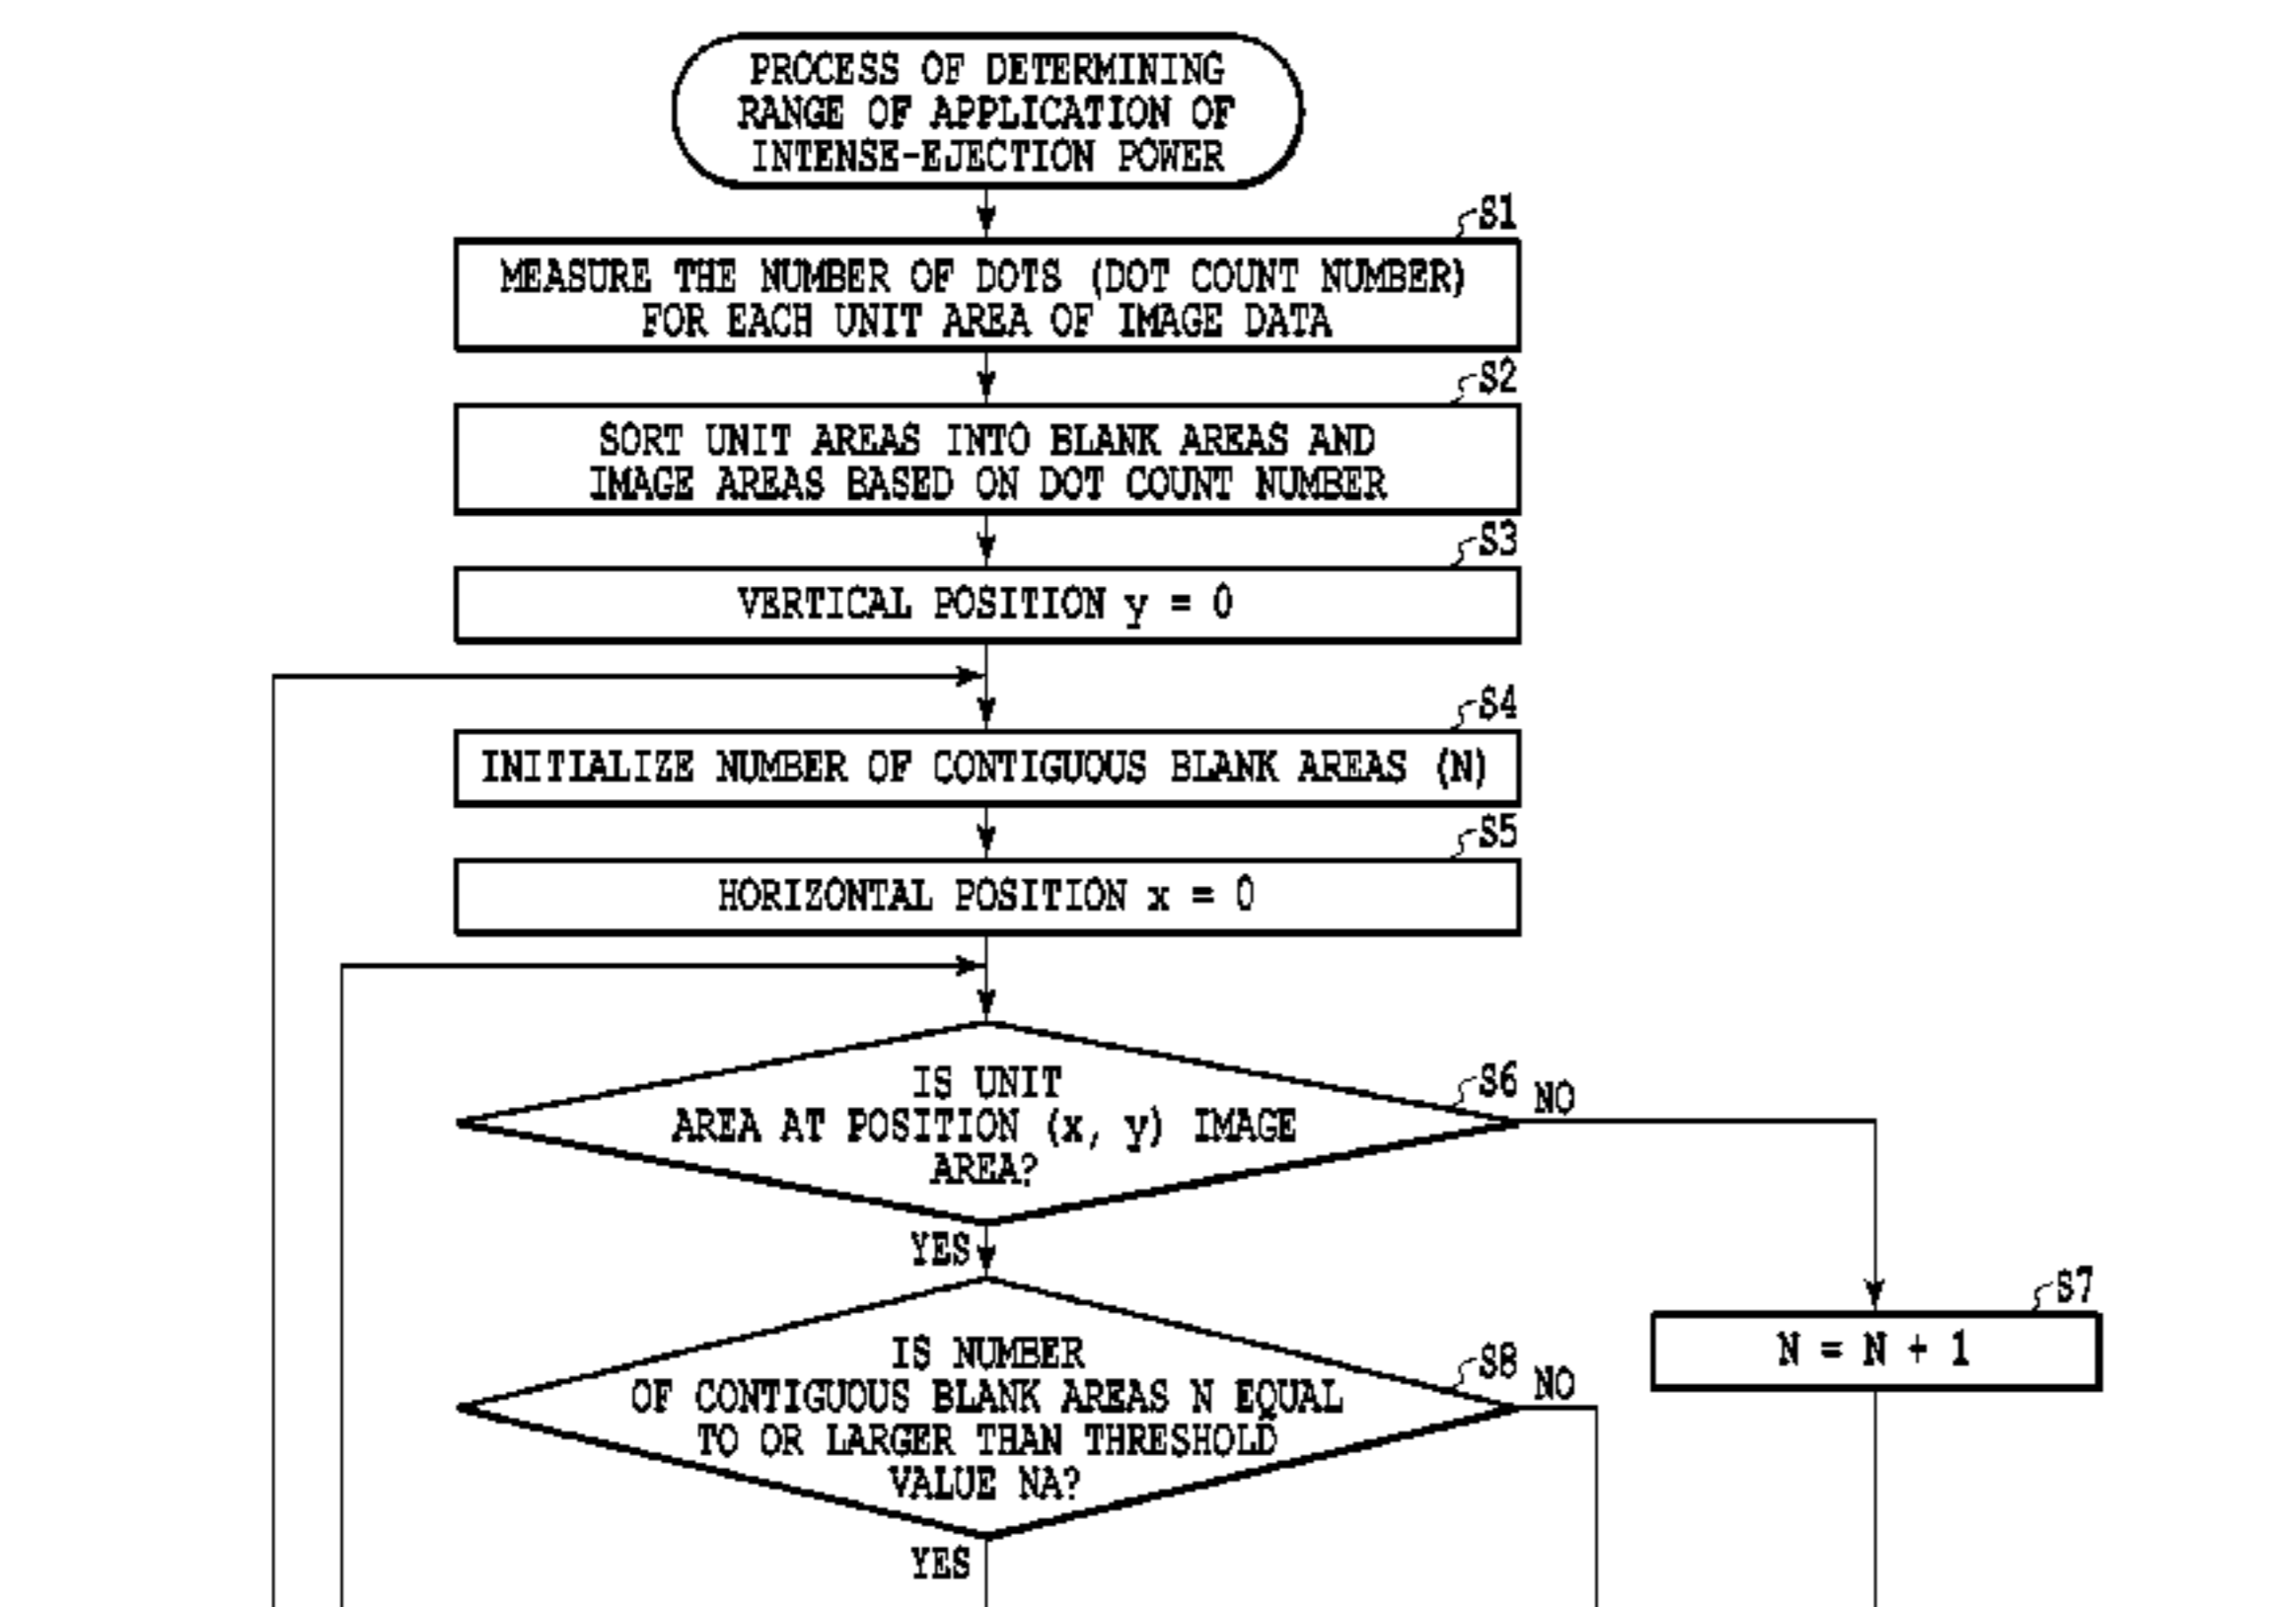 PROCESS OF DETERMINING
RANGE OF APPLICATION OF
INTENSE-EJECTION POWER
S1
MEASURE THE NUMBER OF DOTS (DOT COUNT NUMBER)
FOR EACH UNIT AREA OF IMAGE DATA
S2
SORT UNIT AREAS INTO BLANK AREAS AND
IMAGE AREAS BASED ON DOT COUNT NUMBER
S3
VERTICAL POSITION y = 0
S4
INITIALIZE NUMBER OF CONTIGUOUS BLANK AREAS (N)
S5
HORIZONTAL POSITION x = 0
S6
NO
IS UNIT
AREA AT POSITION (x, y) IMAGE
AREA?
YES
S7
N = N + 1
S8
NO
IS NUMBER
OF CONTIGUOUS BLANK AREAS N EQUAL
TO OR LARGER THAN THRESHOLD
VALUE NA?
YES